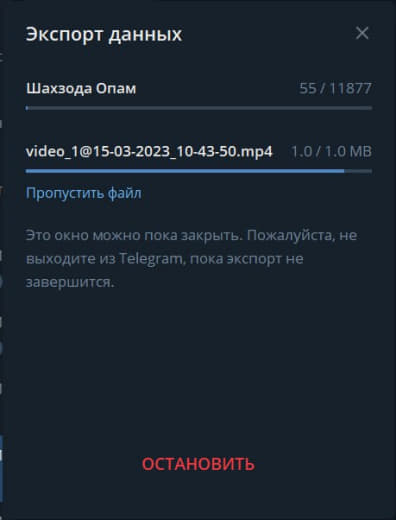 Экспорт данных
Шахзода Опам 55 / 11877
video_1@15-03-2023_10-43-50.mp4 1.0 / 1.0 MB
Пропустить файл
Это окно можно пока закрыть. Пожалуйста, не
выходите из Telegram, пока экспорт не
завершится.
ОСТАНОВИТЬ